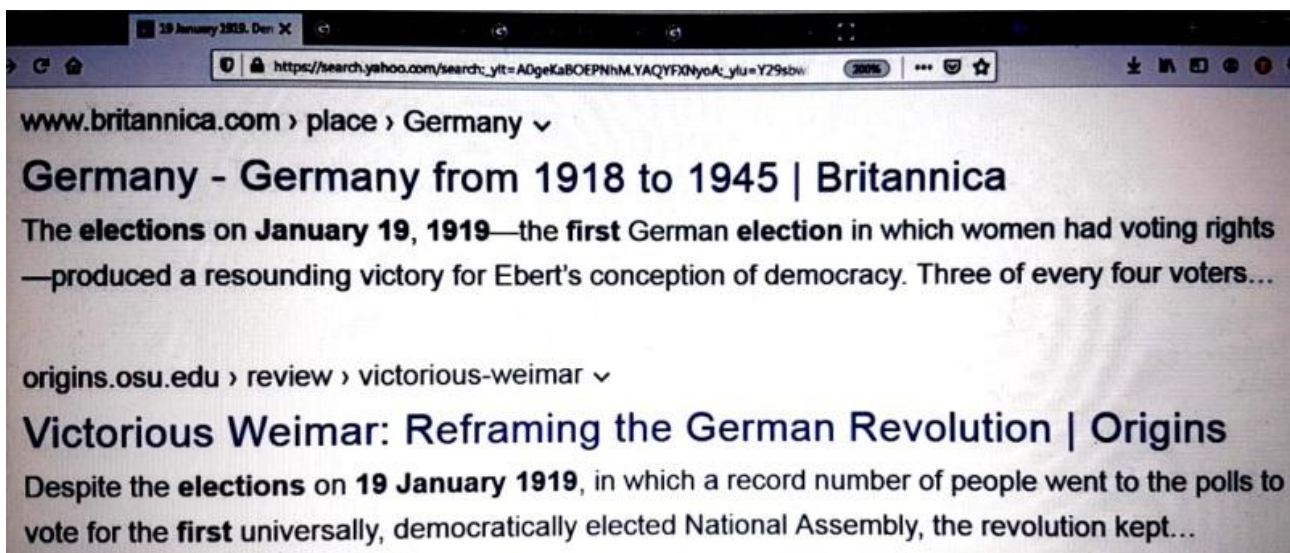 19 January 1919. Den
https://search.yahoo.com/search;_ylt=A0geKaBOEPNhM.YAQYFXNyoA;_ylu=Y29sbw
200%
www.britannica.com › place › Germany
Germany - Germany from 1918 to 1945 | Britannica
The elections on January 19, 1919—the first German election in which women had voting rights
—produced a resounding victory for Ebert's conception of democracy. Three of every four voters...
origins.osu.edu › review › victorious-weimar
Victorious Weimar: Reframing the German Revolution | Origins
Despite the elections on 19 January 1919, in which a record number of people went to the polls to
vote for the first universally, democratically elected National Assembly, the revolution kept...